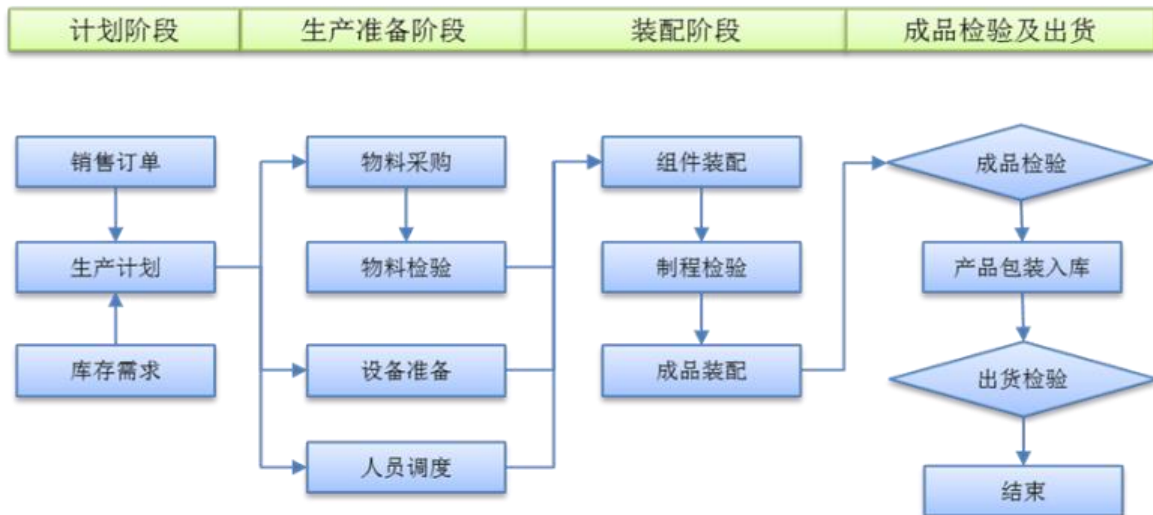 计划阶段
生产准备阶段
装配阶段
成品检验及出货
销售订单
生产计划
库存需求
物料采购
物料检验
设备准备
人员调度
组件装配
制程检验
成品装配
成品检验
产品包装入库
出货检验
结束